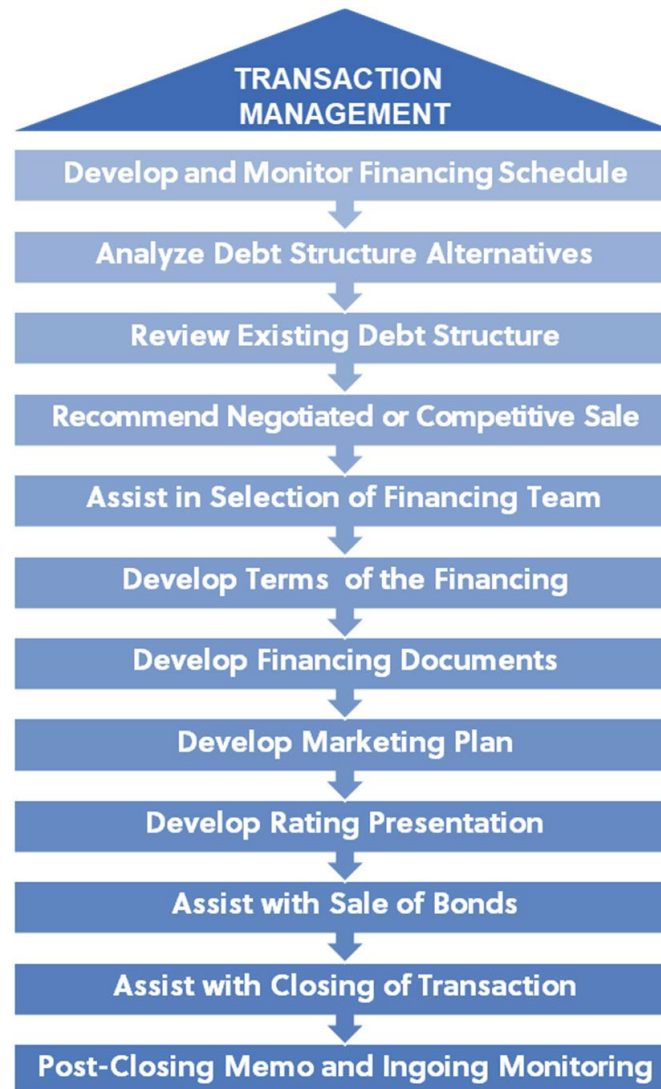 TRANSACTION
MANAGEMENT
Develop and Monitor Financing Schedule
Analyze Debt Structure Alternatives
Review Existing Debt Structure
Recommend Negotiated or Competitive Sale
Assist in Selection of Financing Team
Develop Terms of the Financing
Develop Financing Documents
Develop Marketing Plan
Develop Rating Presentation
Assist with Sale of Bonds
Assist with Closing of Transaction
Post-Closing Memo and Ingoing Monitoring